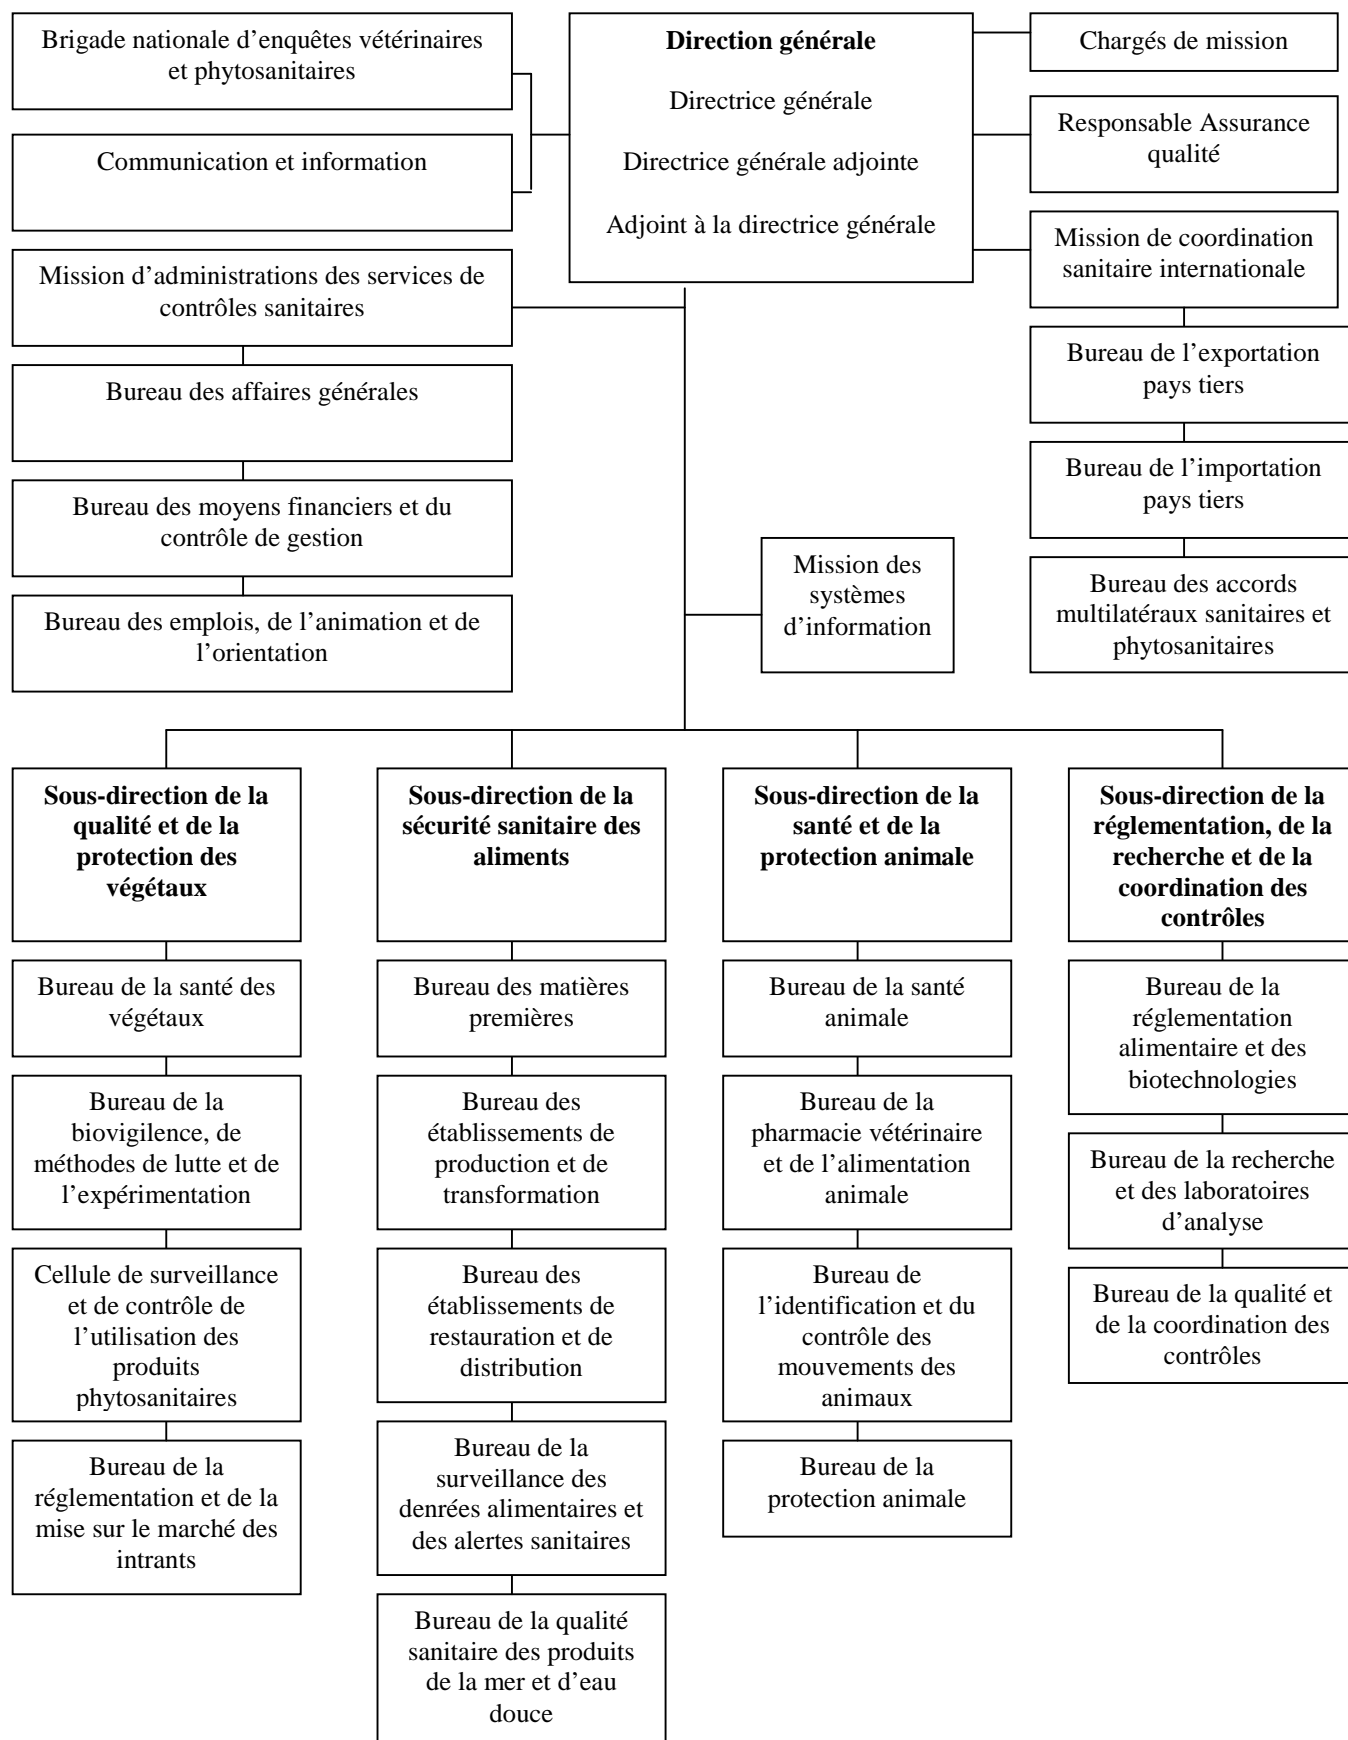 Brigade nationale d’enquêtes vétérinaires
et phytosanitaires
Communication et information
Direction générale
Directrice générale
Directrice générale adjointe
Adjoint à la directrice générale
Chargés de mission
Responsable Assurance
qualité
Mission de coordination
sanitaire internationale
Bureau de l’exportation
pays tiers
Bureau de l’importation
pays tiers
Bureau des accords
multilatéraux sanitaires et
phytosanitaires
Mission d’administrations des services de
contrôles sanitaires
Bureau des affaires générales
Bureau des moyens financiers et du
contrôle de gestion
Bureau des emplois, de l’animation et de
l’orientation
Mission des
systèmes
d’information
Sous-direction de la
qualité et de la
protection des
végétaux
Bureau de la santé des
végétaux
Bureau de la
biovigilence, de
méthodes de lutte et de
l’expérimentation
Cellule de surveillance
et de contrôle de
l’utilisation des
produits
phytosanitaires
Bureau de la
réglementation et de la
mise sur le marché des
intrants
Sous-direction de la
sécurité sanitaire des
aliments
Bureau des matières
premières
Bureau des
établissements de
production et de
transformation
Bureau des
établissements de
restauration et de
distribution
Bureau de la
surveillance des
denrées alimentaires et
des alertes sanitaires
Bureau de la qualité
sanitaire des produits
de la mer et d’eau
douce
Sous-direction de la
santé et de la
protection animale
Bureau de la santé
animale
Bureau de la
pharmacie vétérinaire
et de l’alimentation
animale
Bureau de
l’identification et du
contrôle des
mouvements des
animaux
Bureau de la
protection animale
Sous-direction de la
réglementation, de la
recherche et de la
coordination des
contrôles
Bureau de la
réglementation
alimentaire et des
biotechnologies
Bureau de la recherche
et des laboratoires
d’analyse
Bureau de la qualité et
de la coordination des
contrôles